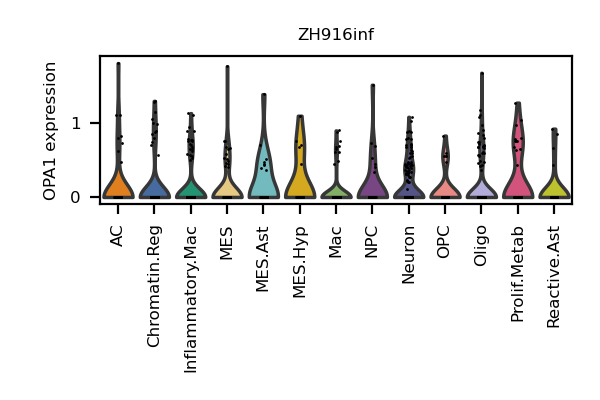 ZH916inf
OPA1 expression
1
0
AC
Chromatin.Reg
Inflammatory.Mac
MES
MES.Ast
MES.Hyp
Mac
NPC
Neuron
OPC
Oligo
Prolif.Metab
Reactive.Ast